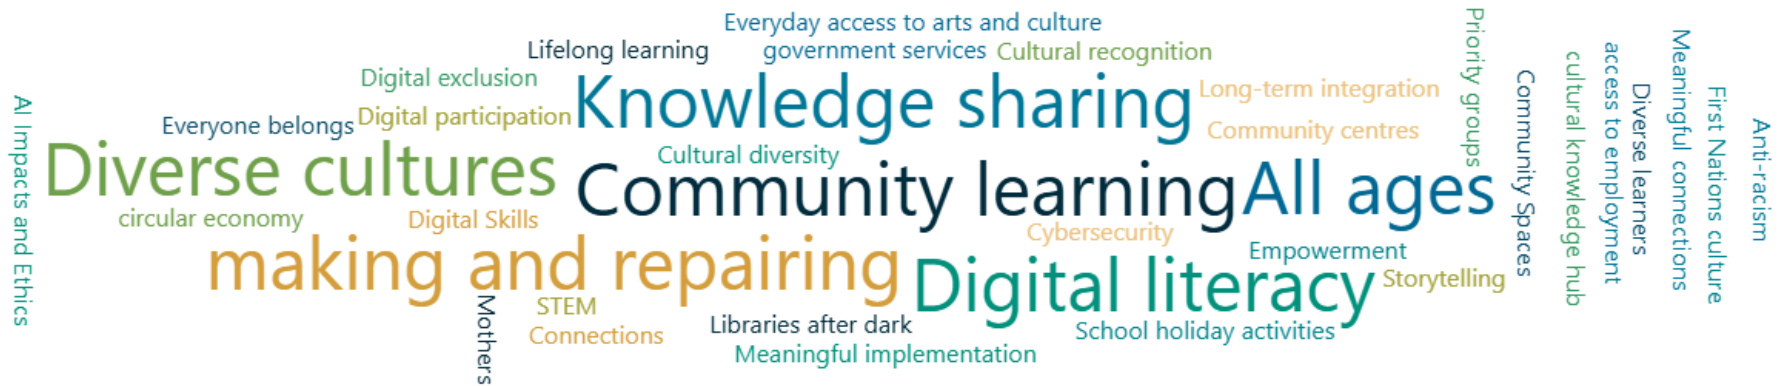 Everyday access to arts and culture
Lifelong learning
government services
Cultural recognition
Digital exclusion
Knowledge sharing
Long-term integration
Digital participation
Everyone belongs
Community centres
Diverse cultures
Cultural diversity
Community learning
All ages
circular economy
Digital Skills
Cybersecurity
making and repairing
Empowerment
Digital literacy
Storytelling
STEM
Connections
Libraries after dark
School holiday activities
Meaningful implementation
AI Impacts and Ethics
Mothers
Priority groups
Community Spaces
cultural knowledge hub
access to employment
Diverse learners
Meaningful connections
First Nations culture
Anti-racism